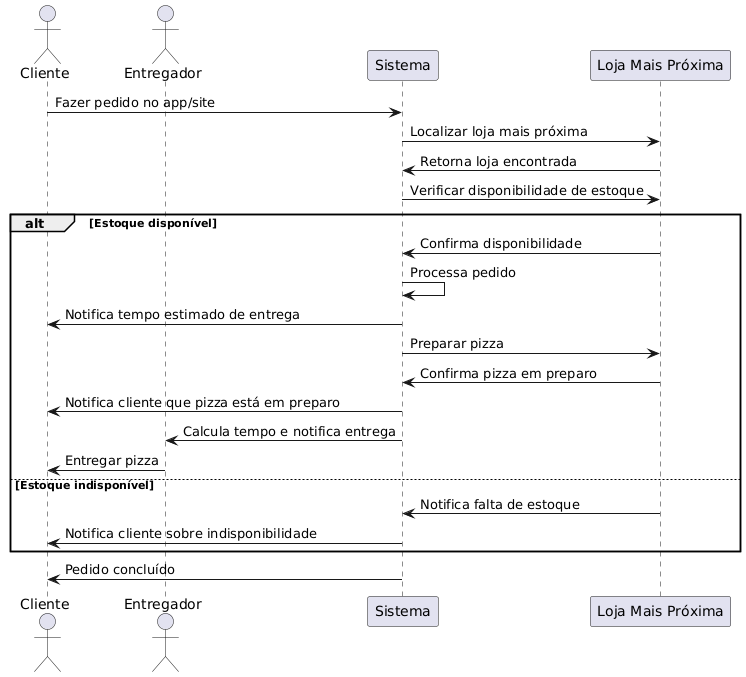 Cliente
Entregador
Sistema
Loja Mais Próxima
Fazer pedido no app/site
Localizar loja mais próxima
Retorna loja encontrada
Verificar disponibilidade de estoque
alt
[Estoque disponível]
Confirma disponibilidade
Processa pedido
Notifica tempo estimado de entrega
Preparar pizza
Confirma pizza em preparo
Notifica cliente que pizza está em preparo
Calcula tempo e notifica entrega
Entregar pizza
[Estoque indisponível]
Notifica falta de estoque
Notifica cliente sobre indisponibilidade
Pedido concluído
Cliente
Entregador
Sistema
Loja Mais Próxima